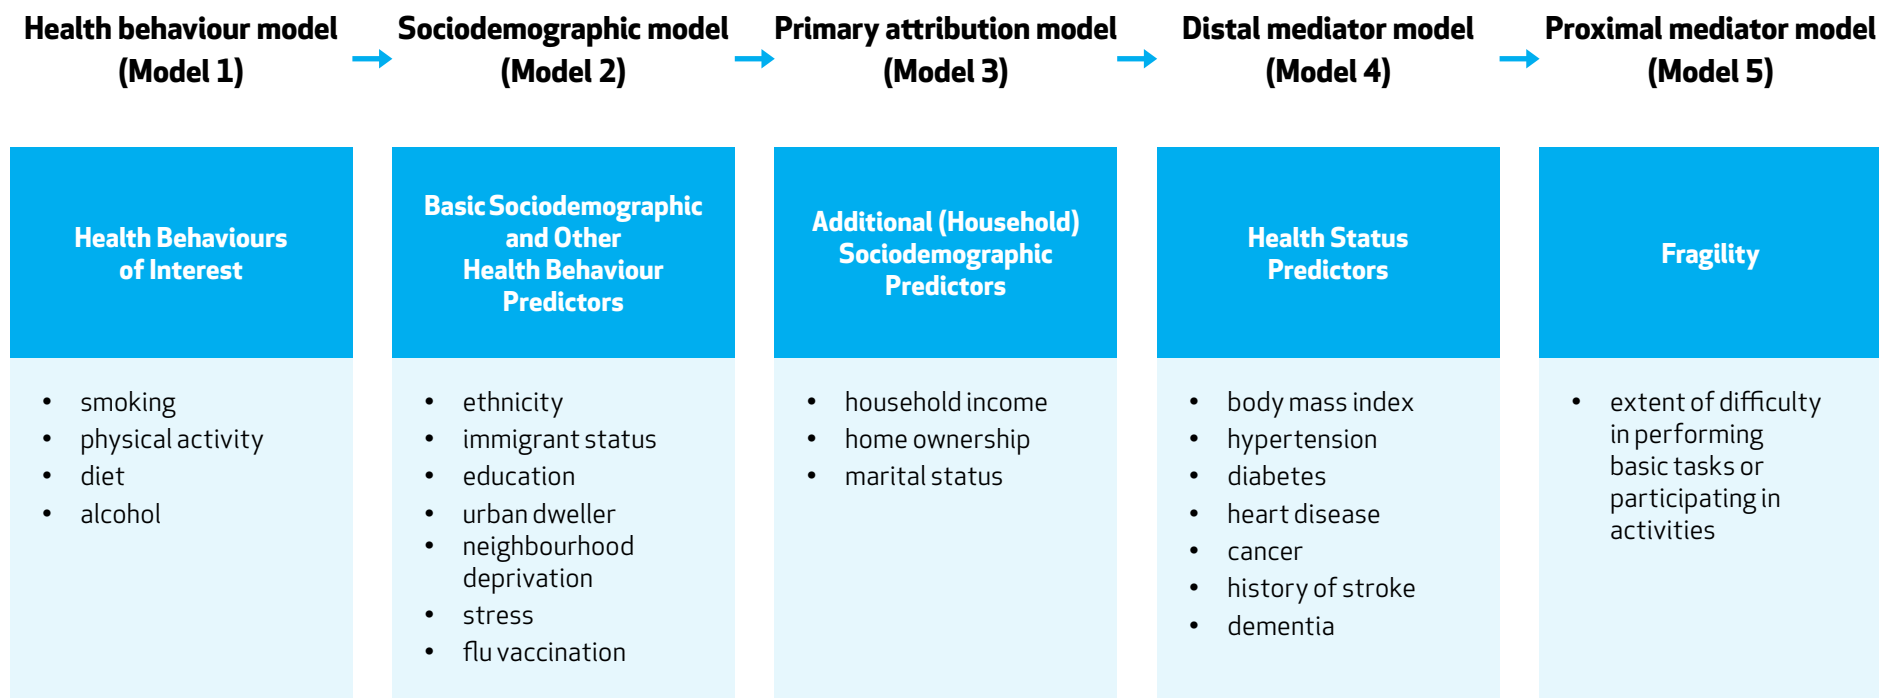 Health behaviour model
(Model 1)
Sociodemographic model
(Model 2)
Primary attribution model
(Model 3)
Distal mediator model
(Model 4)
Proximal mediator model
(Model 5)
Health Behaviours
of Interest
• smoking
• physical activity
• diet
• alcohol
Basic Sociodemographic
and Other
Health Behaviour
Predictors
• ethnicity
• immigrant status
• education
• urban dweller
• neighbourhood
deprivation
• stress
• flu vaccination
Additional (Household)
Sociodemographic
Predictors
• household income
• home ownership
• marital status
Health Status
Predictors
• body mass index
• hypertension
• diabetes
• heart disease
• cancer
• history of stroke
• dementia
Fragility
• extent of difficulty
in performing
basic tasks or
participating in
activities